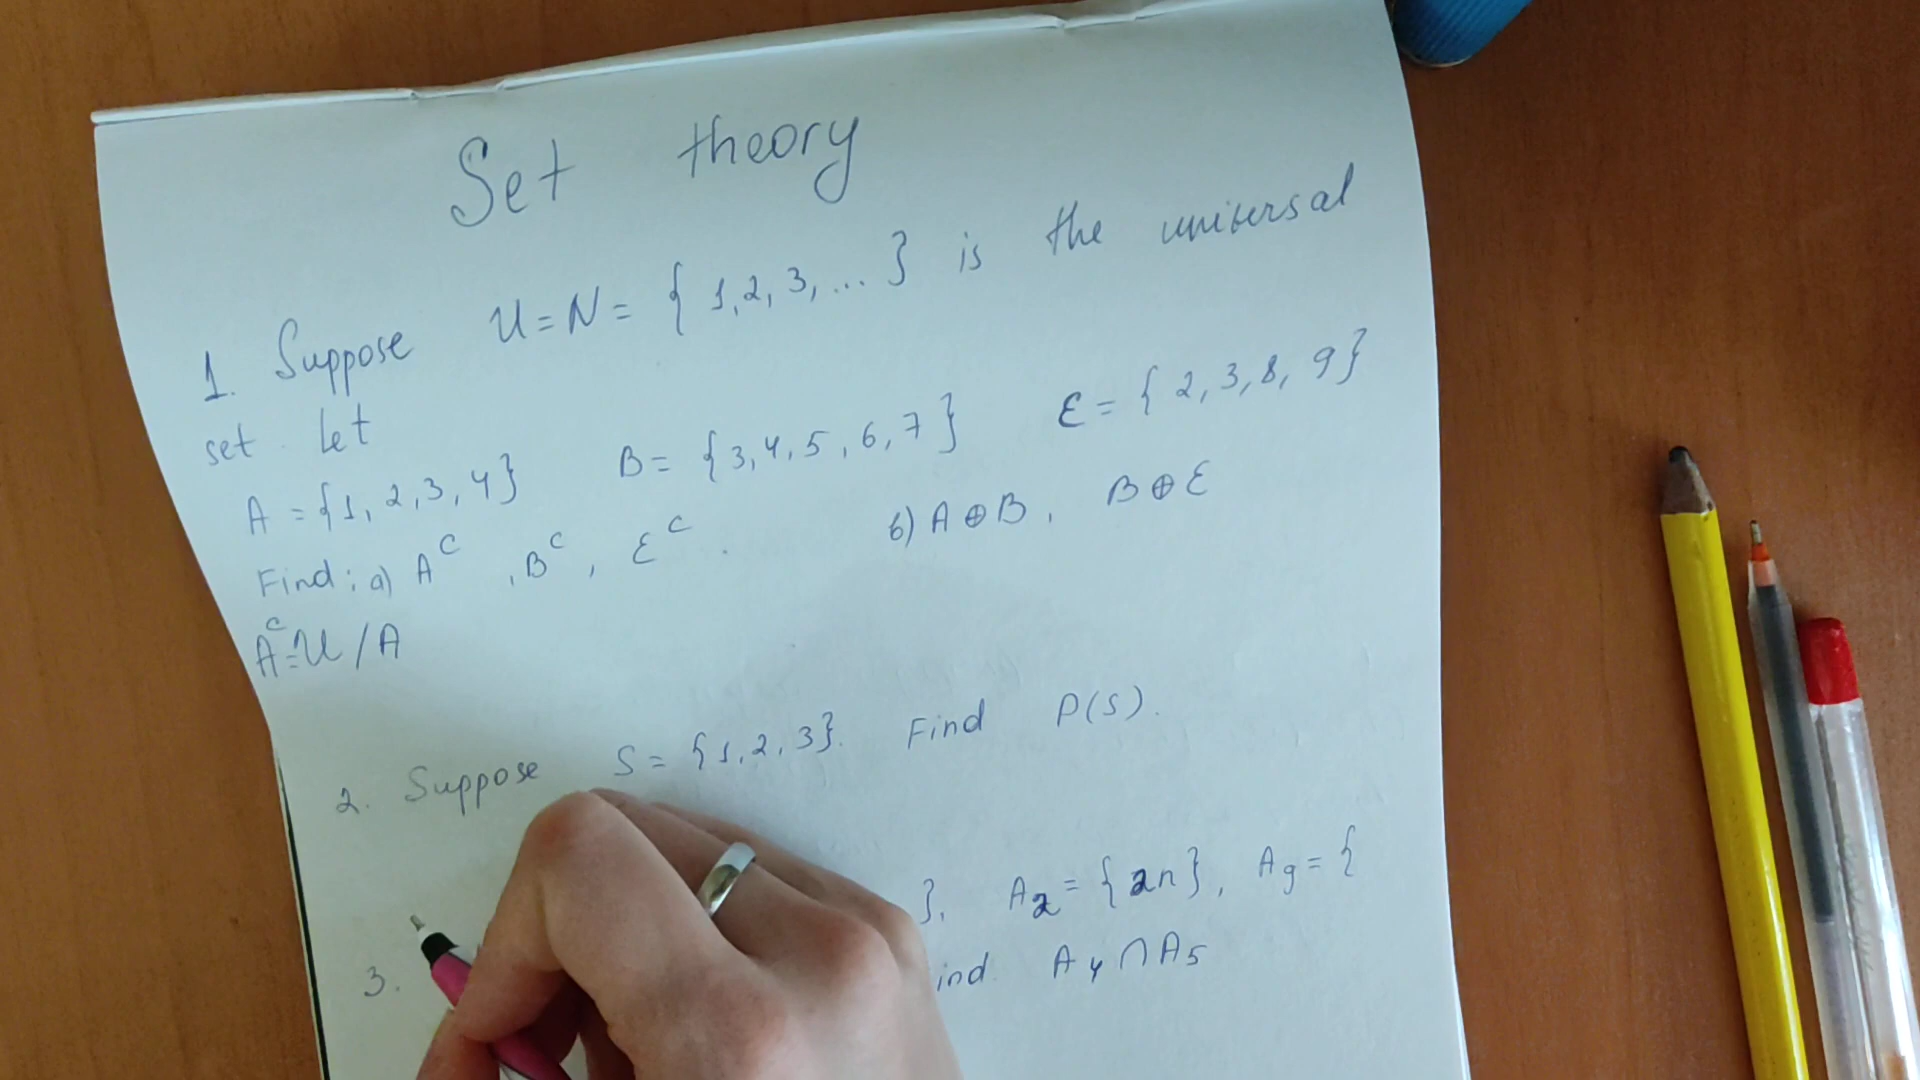 Set theory
1. Suppose U=N= { 1,2,3,... } is the universal
set. Let
A = {1, 2, 3, 4} B= {3,4,5,6,7} ε = { 2,3,8,9}
Find: a) A^C, B^C, ε^C. б) A⊕B, B⊕ε
A^C=U/A
2. Suppose S = {1,2,3}. Find P(S).
3. }, A₂ = {2n}, A₉ = {
ind A₄∩A₅